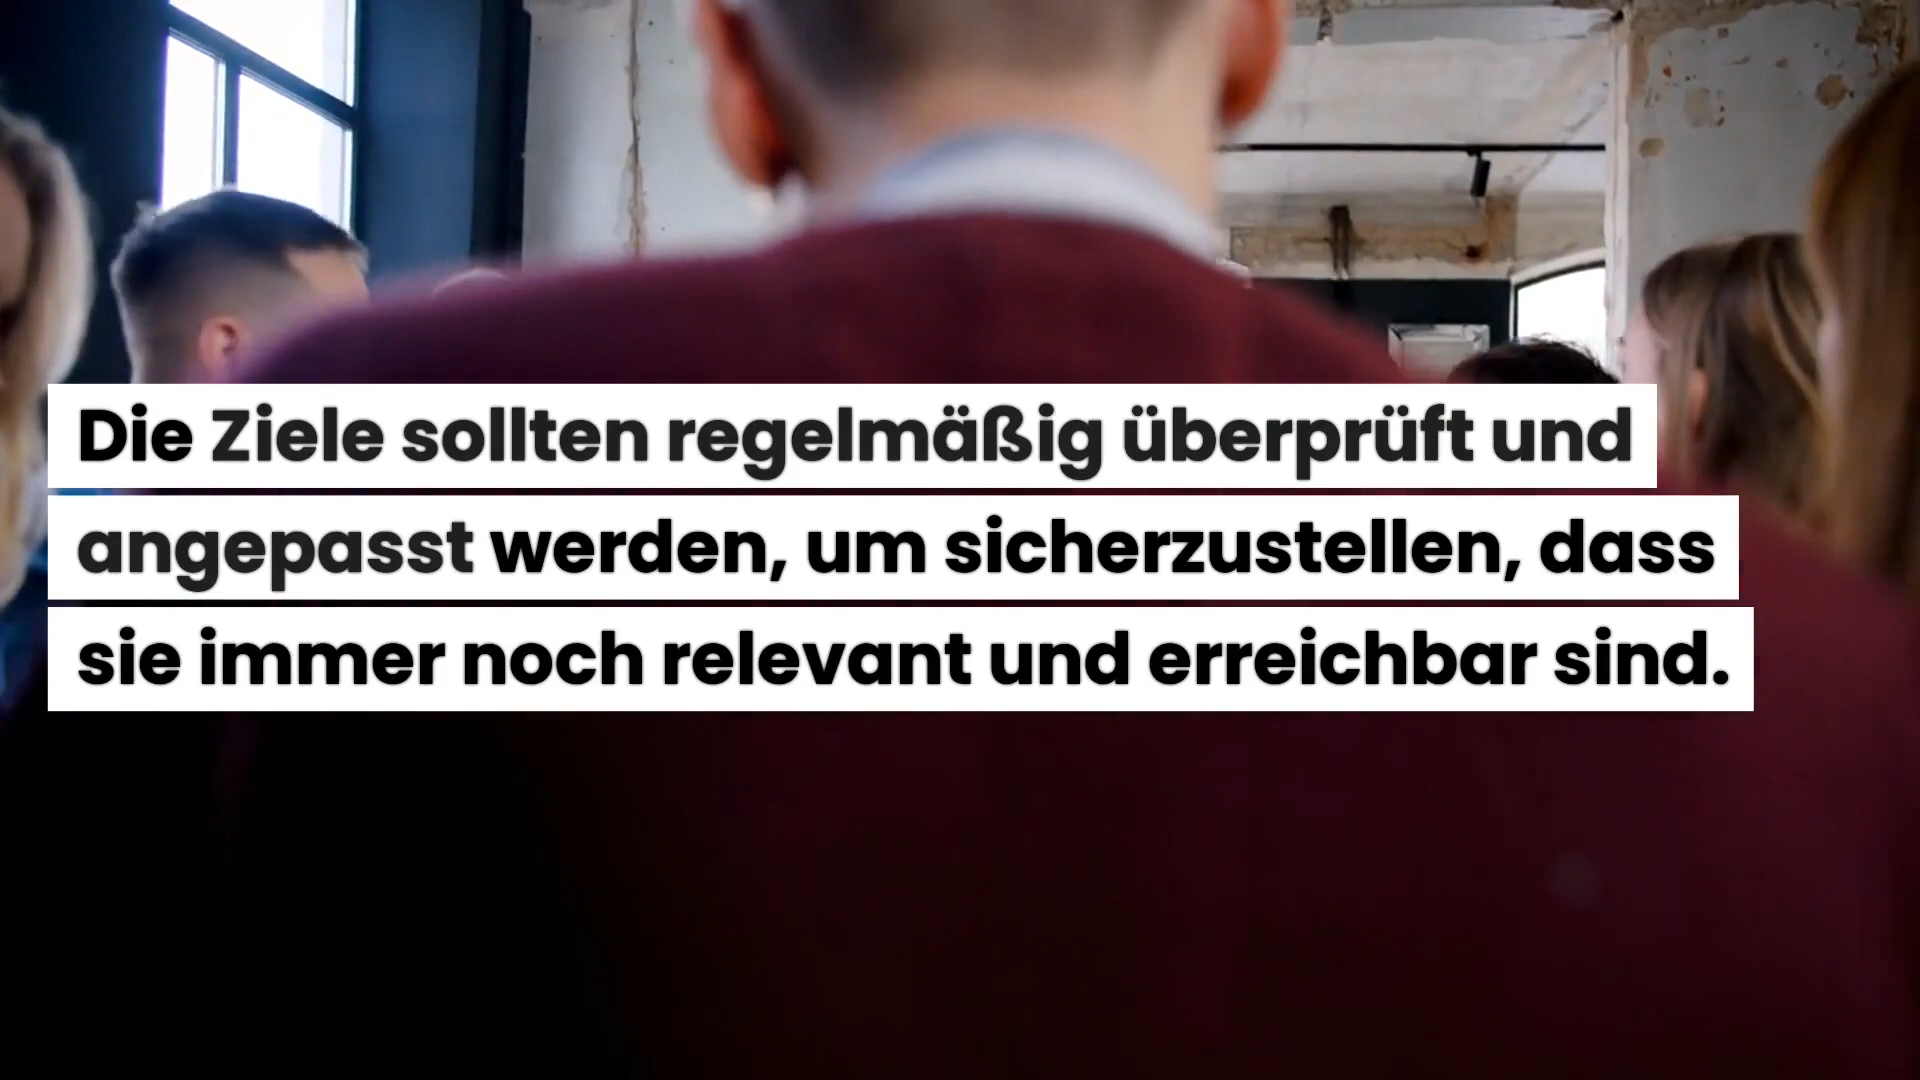 Die Ziele sollten regelmäßig überprüft und
angepasst werden, um sicherzustellen, dass
sie immer noch relevant und erreichbar sind.